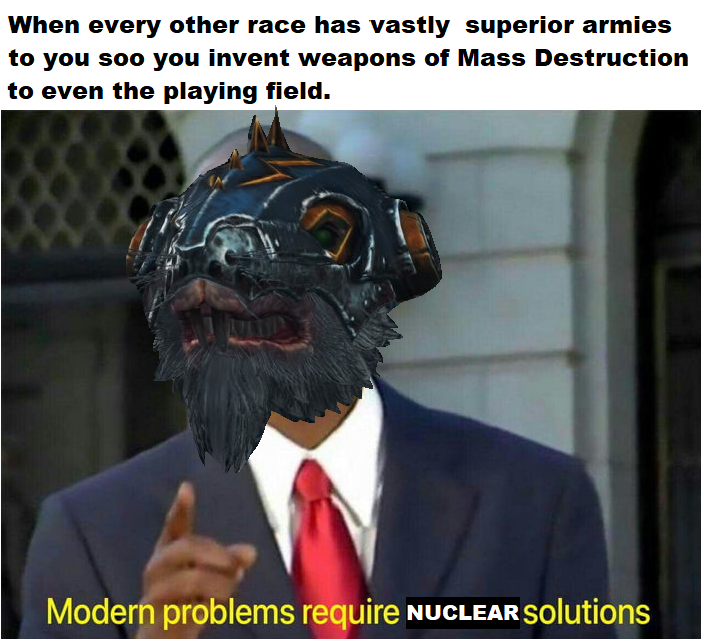 When every other race has vastly superior armies
to you soo you invent weapons of Mass Destruction
to even the playing field.
Modern problems require NUCLEAR solutions